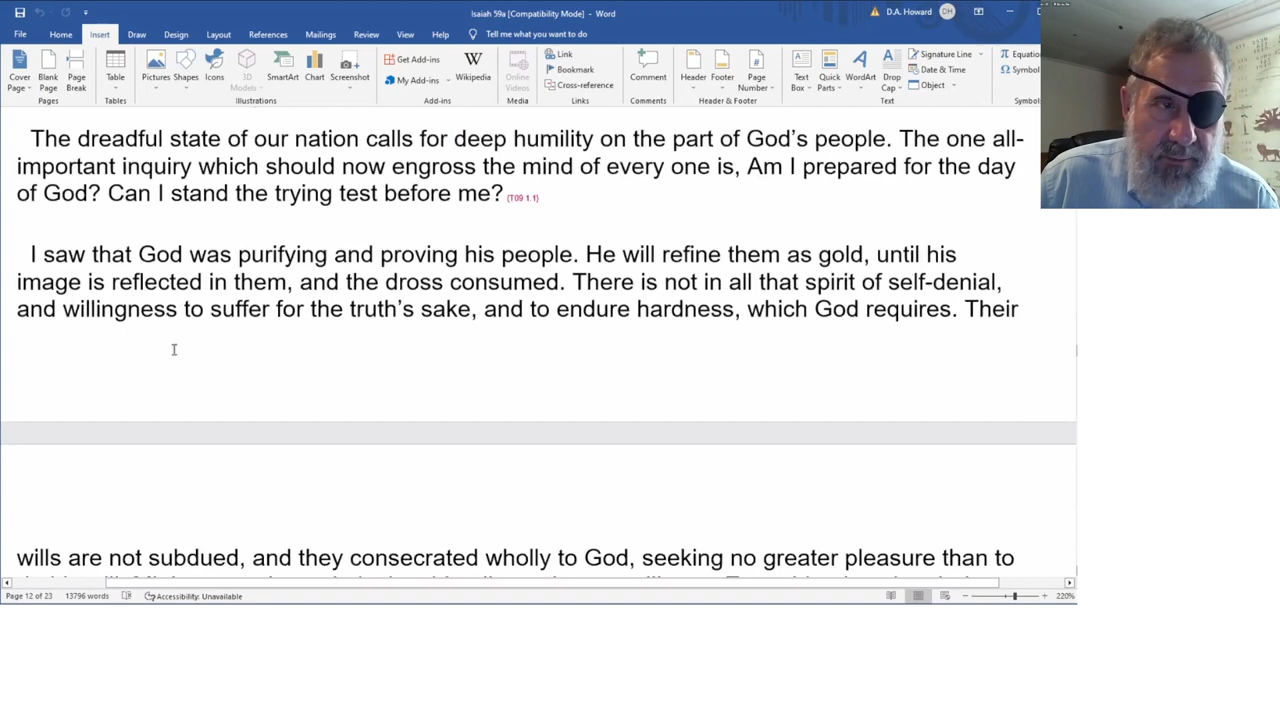 Isaiah 59a [Compatibility Mode] - Word
D.A. Howard
DH
File Home Insert Draw Design Layout References Mailings Review View Help Tell me what you want to do
Cover Page
Blank Page
Page Break
Pages
Table
Tables
Pictures
Shapes
Icons
3D Models
SmartArt
Chart
Screenshot
Illustrations
Get Add-ins
My Add-ins
Wikipedia
Add-ins
Online Videos
Media
Link
Bookmark
Cross-reference
Links
Comment
Comments
Header
Footer
Page Number
Header & Footer
Text Box
Quick Parts
WordArt
Drop Cap
Signature Line
Date & Time
Object
Text
Equatio
Symbo
Symbol
The dreadful state of our nation calls for deep humility on the part of God’s people. The one all-
important inquiry which should now engross the mind of every one is, Am I prepared for the day
of God? Can I stand the trying test before me? {T09 1.1}
I saw that God was purifying and proving his people. He will refine them as gold, until his
image is reflected in them, and the dross consumed. There is not in all that spirit of self-denial,
and willingness to suffer for the truth’s sake, and to endure hardness, which God requires. Their
wills are not subdued, and they consecrated wholly to God, seeking no greater pleasure than to
Page 12 of 23 13796 words Accessibility: Unavailable 220%